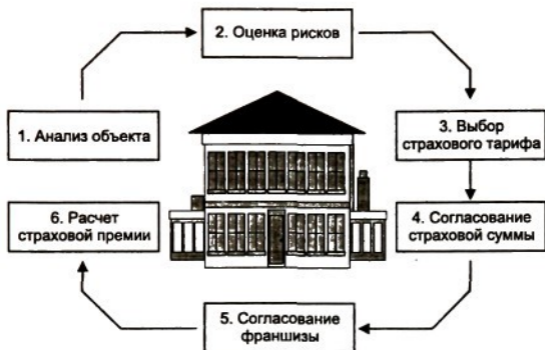 1. Анализ объекта
2. Оценка рисков
3. Выбор
страхового тарифа
4. Согласование
страховой суммы
5. Согласование
франшизы
6. Расчет
страховой премии